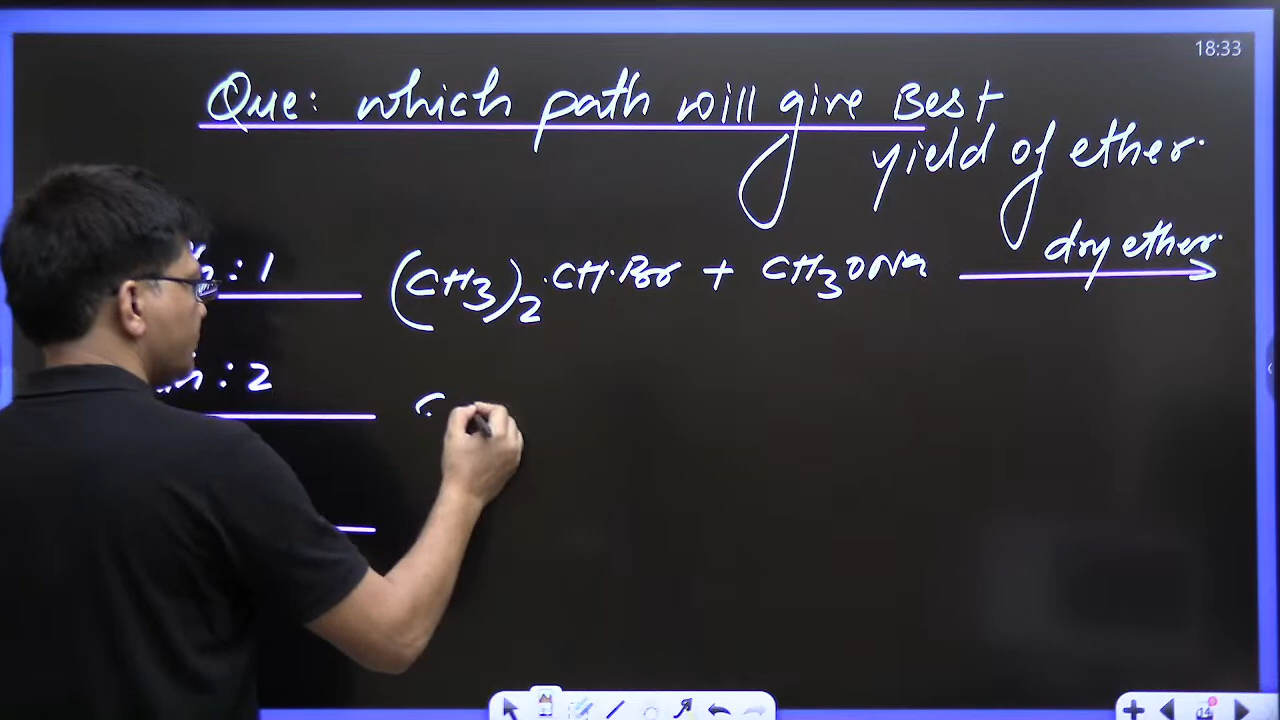 18:33
Que: which path will give Best
yield of ether.
: 1 (CH3)2.CH.Br + CH3ONa dry ether.
: 2